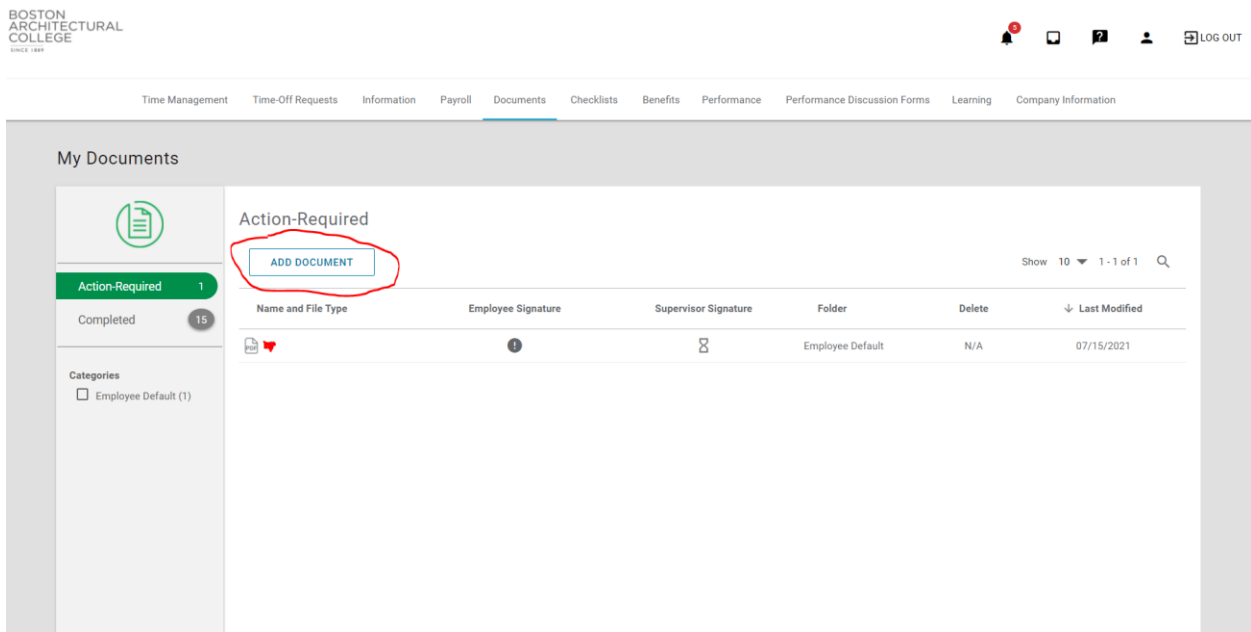 BOSTON
ARCHITECTURAL
COLLEGE
SINCE 1889
5
?
LOG OUT
Time Management Time-Off Requests Information Payroll Documents Checklists Benefits Performance Performance Discussion Forms Learning Company Information
My Documents
Action-Required 1
Completed 15
Categories
Employee Default (1)
Action-Required
ADD DOCUMENT
Show 10 1 - 1 of 1
Name and File Type Employee Signature Supervisor Signature Folder Delete Last Modified
PDF ! Employee Default N/A 07/15/2021